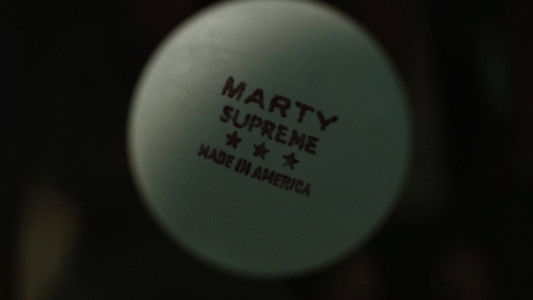 MARTY
SUPREME
★ ★ ★
MADE IN AMERICA